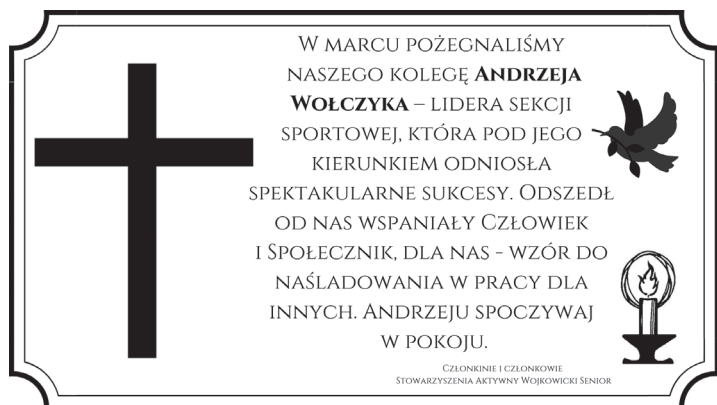 W MARCU POŻEGNALIŚMY
NASZEGO KOLEGĘ ANDRZEJA
WOŁCZYKA – LIDERA SEKCJI
SPORTOWEJ, KTÓRA POD JEGO
KIERUNKIEM ODNIOSŁA
SPEKTAKULARNE SUKCESY. ODSZEDŁ
OD NAS WSPANIAŁY CZŁOWIEK
I SPOŁECZNIK, DLA NAS - WZÓR DO
NAŚLADOWANIA W PRACY DLA
INNYCH. ANDRZEJU SPOCZYWAJ
W POKOJU.
CZŁONKINIE I CZŁONKOWIE
STOWARZYSZENIA AKTYWNY WOJKOWICKI SENIOR